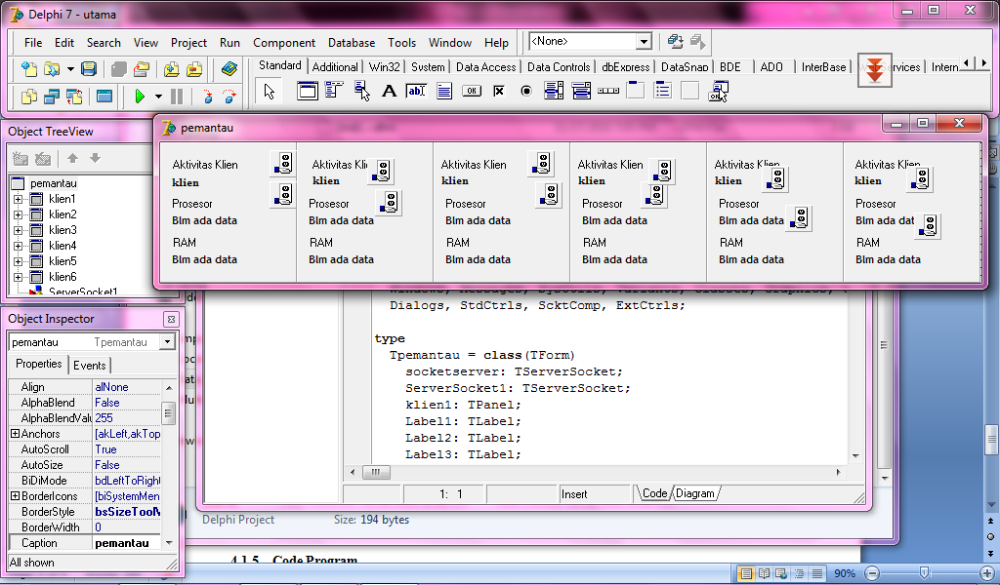 Delphi 7 - utama
File Edit Search View Project Run Component Database Tools Window Help
<None>
Standard Additional Win32 System Data Access Data Controls dbExpress DataSnap BDE ADO InterBase
Object TreeView
pemantau
klien1
klien2
klien3
klien4
klien5
klien6
ServerSocket1
pemantau
Aktivitas Klien Aktivitas Klien Aktivitas Klien Aktivitas Klien Aktivitas Klien Aktivitas Klien
klien klien klien klien klien klien
Prosesor Prosesor Prosesor Prosesor Prosesor Prosesor
Blm ada data Blm ada data Blm ada data Blm ada data Blm ada data Blm ada dat
RAM RAM RAM RAM RAM RAM
Blm ada data Blm ada data Blm ada data Blm ada data Blm ada data Blm ada data
Dialogs, StdCtrls, ScktComp, ExtCtrls;
type
Tpemantau = class(TForm)
socketserver: TServerSocket;
ServerSocket1: TServerSocket;
klien1: TPanel;
Label1: TLabel;
Label2: TLabel;
Label3: TLabel;
1: 1 Insert Code Diagram
Object Inspector
pemantau Tpemantau
Properties Events
Align alNone
AlphaBlend False
AlphaBlendValu 255
Anchors [akLeft,akTop
AutoScroll True
AutoSize False
BiDiMode bdLeftToRight
BorderIcons [biSystemMen
BorderStyle bsSizeToolW
BorderWidth 0
Caption pemantau
All shown
Delphi Project Size: 194 bytes
4.1.5 Code Program
90%